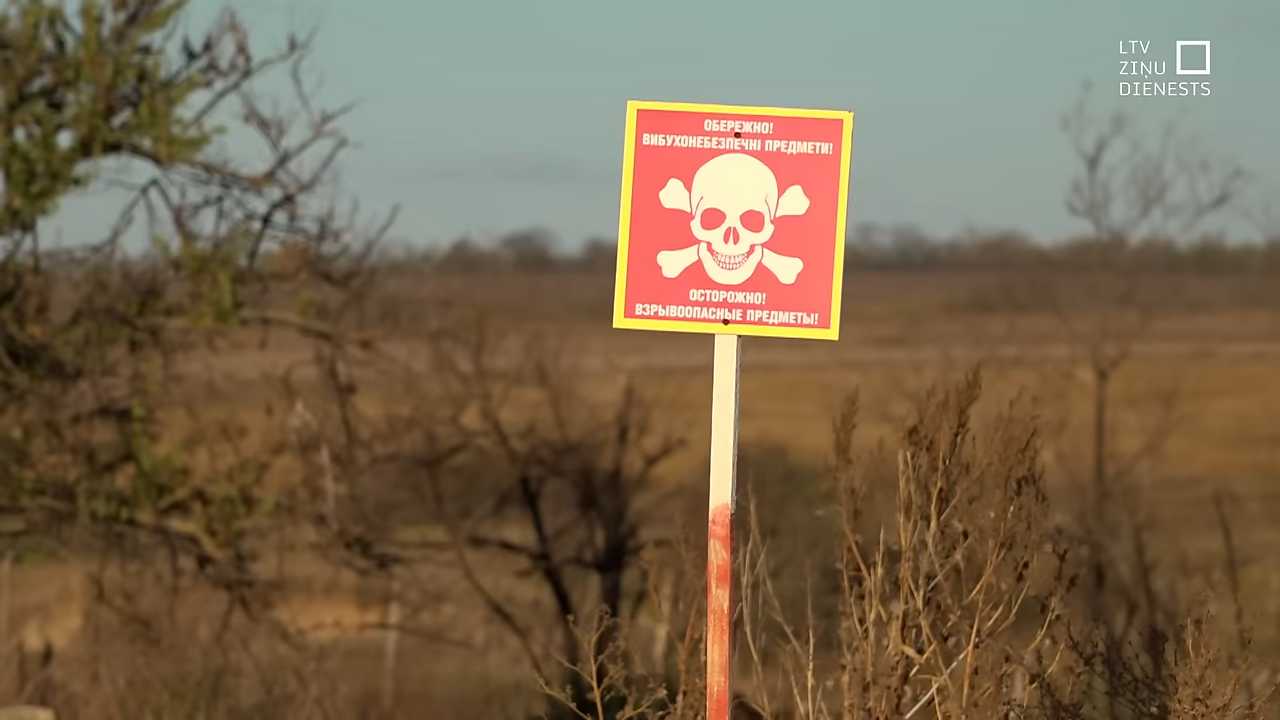 LTV
ZIŅU
DIENESTS
ОБЕРЕЖНО!
ВИБУХОНЕБЕЗПЕЧНІ ПРЕДМЕТИ!
ОСТОРОЖНО!
ВЗРЫВООПАСНЫЕ ПРЕДМЕТЫ!